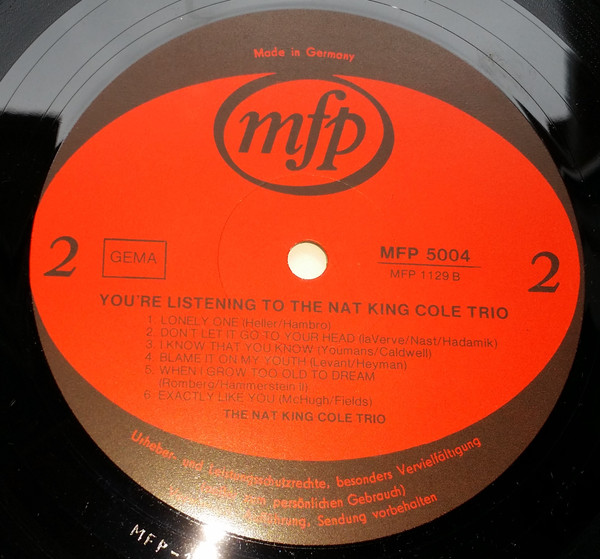 Made in Germany
mfp
2
GEMA
MFP 5004
MFP 1129 B
2
YOU'RE LISTENING TO THE NAT KING COLE TRIO
1. LONELY ONE (Heller/Hambro)
2. DON'T LET IT GO TO YOUR HEAD (laVerve/Nast/Hadamik)
3. I KNOW THAT YOU KNOW (Youmans/Caldwell)
4. BLAME IT ON MY YOUTH (Levant/Heyman)
5. WHEN I GROW TOO OLD TO DREAM
(Romberg/Hammerstein II)
6. EXACTLY LIKE YOU (McHugh/Fields)
THE NAT KING COLE TRIO
Urheber- und Leistungsschutzrechte, besonders Vervielfältigung
zum persönlichen Gebrauch)
Sendung vorbehalten
MFP-